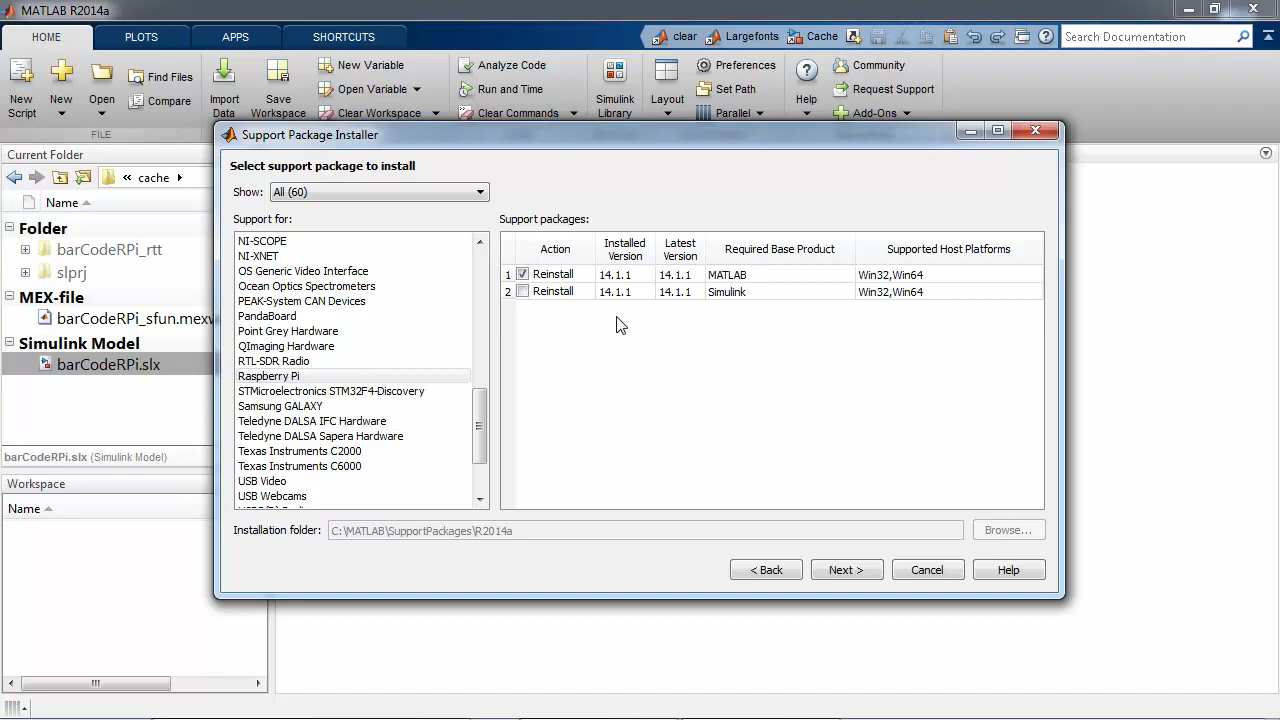 MATLAB R2014a
HOME
PLOTS
APPS
SHORTCUTS
clear
Largefonts
Cache
Search Documentation
New Script
New
Open
Find Files
Compare
FILE
Import Data
Save Workspace
New Variable
Open Variable
Clear Workspace
Analyze Code
Run and Time
Clear Commands
Simulink Library
Layout
Preferences
Set Path
Parallel
Help
Community
Request Support
Add-Ons
Current Folder
« cache
Name
Folder
barCodeRPi_rtt
slprj
MEX-file
barCodeRPi_sfun.mexw
Simulink Model
barCodeRPi.slx
barCodeRPi.slx (Simulink Model)
Workspace
Name
Support Package Installer
Select support package to install
Show: All (60)
Support for:
NI-SCOPE
NI-XNET
OS Generic Video Interface
Ocean Optics Spectrometers
PEAK-System CAN Devices
PandaBoard
Point Grey Hardware
QImaging Hardware
RTL-SDR Radio
Raspberry Pi
STMicroelectronics STM32F4-Discovery
Samsung GALAXY
Teledyne DALSA IFC Hardware
Teledyne DALSA Sapera Hardware
Texas Instruments C2000
Texas Instruments C6000
USB Video
USB Webcams
Support packages:
Action Installed Version Latest Version Required Base Product Supported Host Platforms
1 Reinstall 14.1.1 14.1.1 MATLAB Win32,Win64
2 Reinstall 14.1.1 14.1.1 Simulink Win32,Win64
Installation folder: C:\MATLAB\SupportPackages\R2014a Browse...
< Back Next > Cancel Help